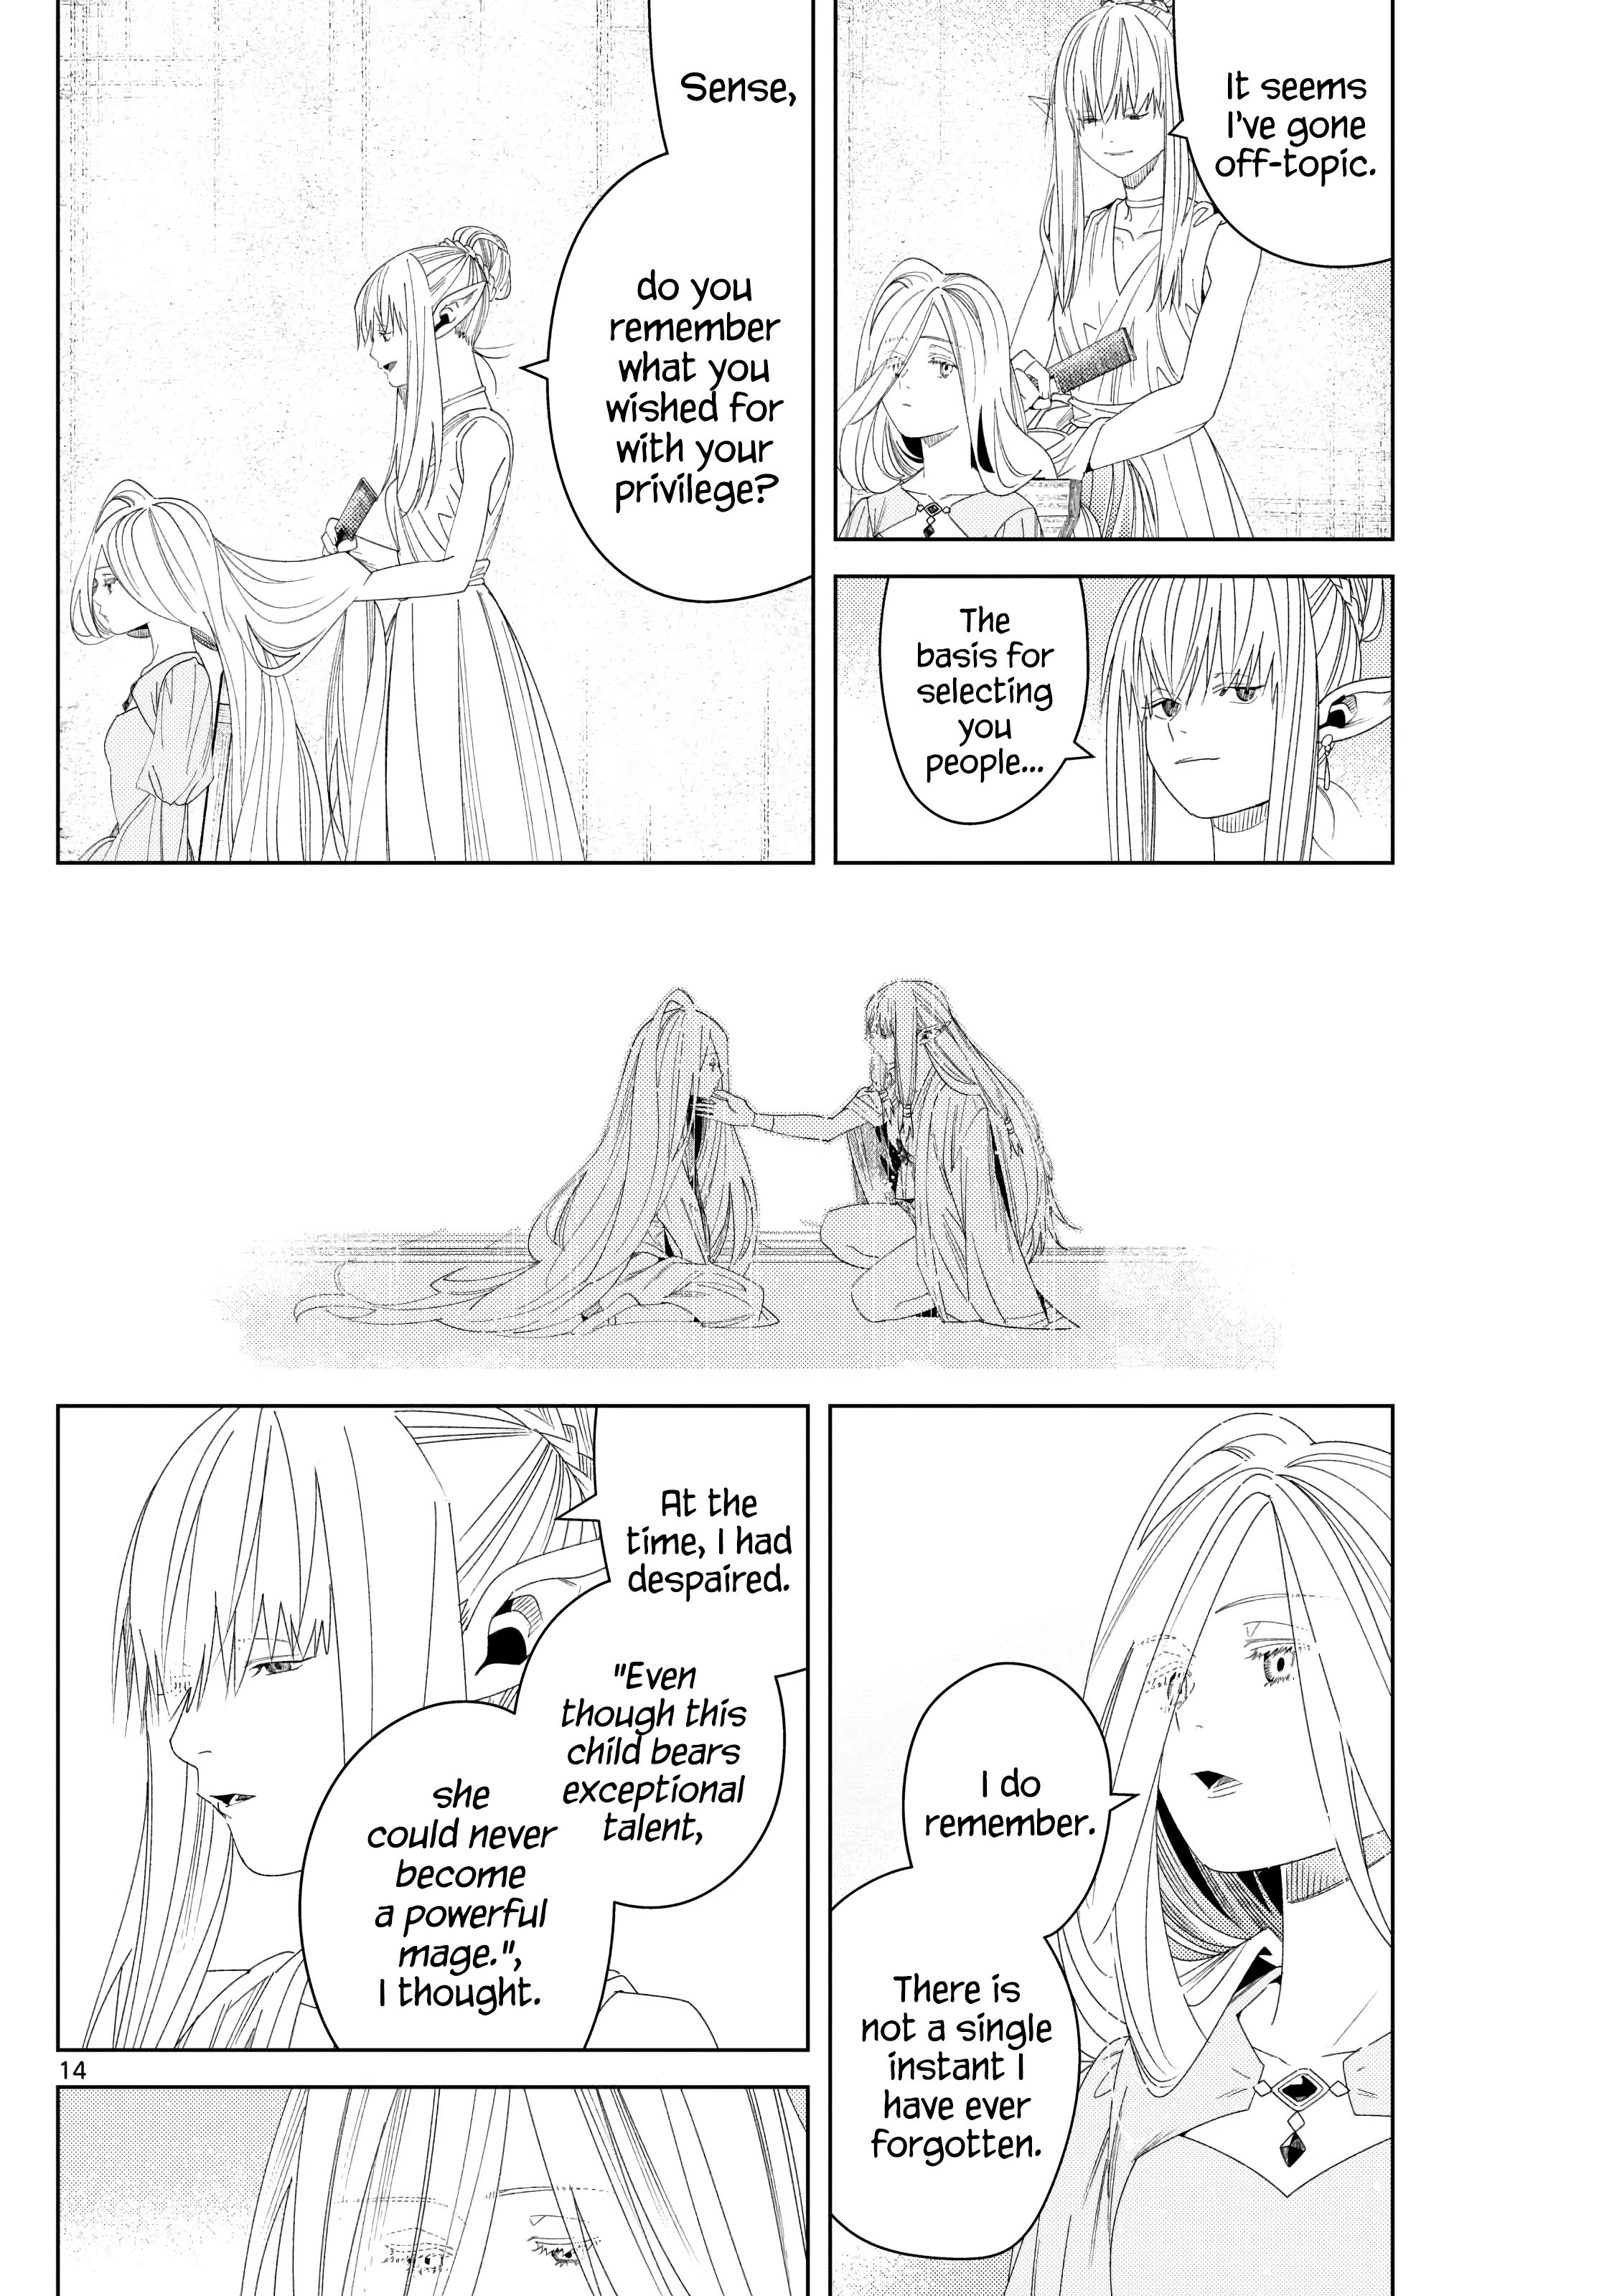 It seems
I've gone
off-topic.
The
basis for
selecting
you
people...
Sense,
do you
remember
what you
wished for
with your
privilege?
I do
remember.
There is
not a single
instant I
have ever
forgotten.
At the
time, I had
despaired.
"Even
though this
child bears
exceptional
talent,
she
could never
become
a powerful
mage.",
I thought.
14